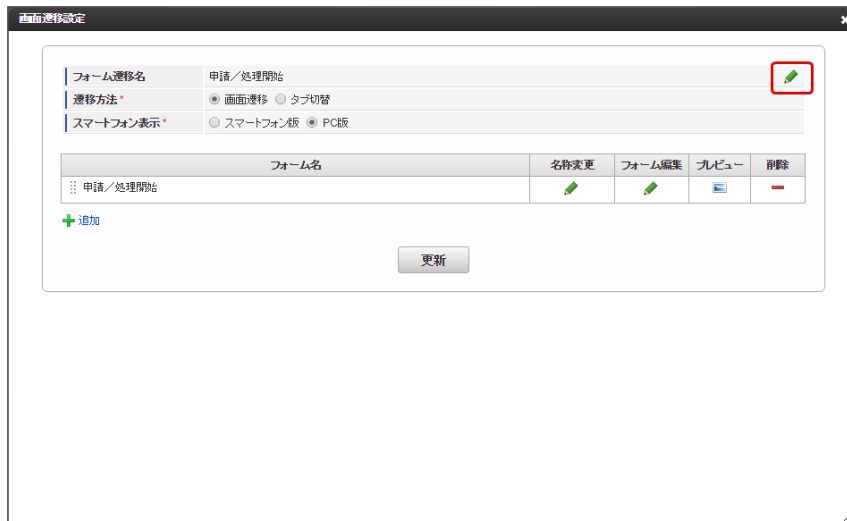 画面遷移設定
フォーム遷移名 申請／処理開始
遷移方法* 画面遷移 タブ切替
スマートフォン表示* スマートフォン版 PC版
フォーム名 名称変更 フォーム編集 プレビュー 削除
申請／処理開始
追加
更新